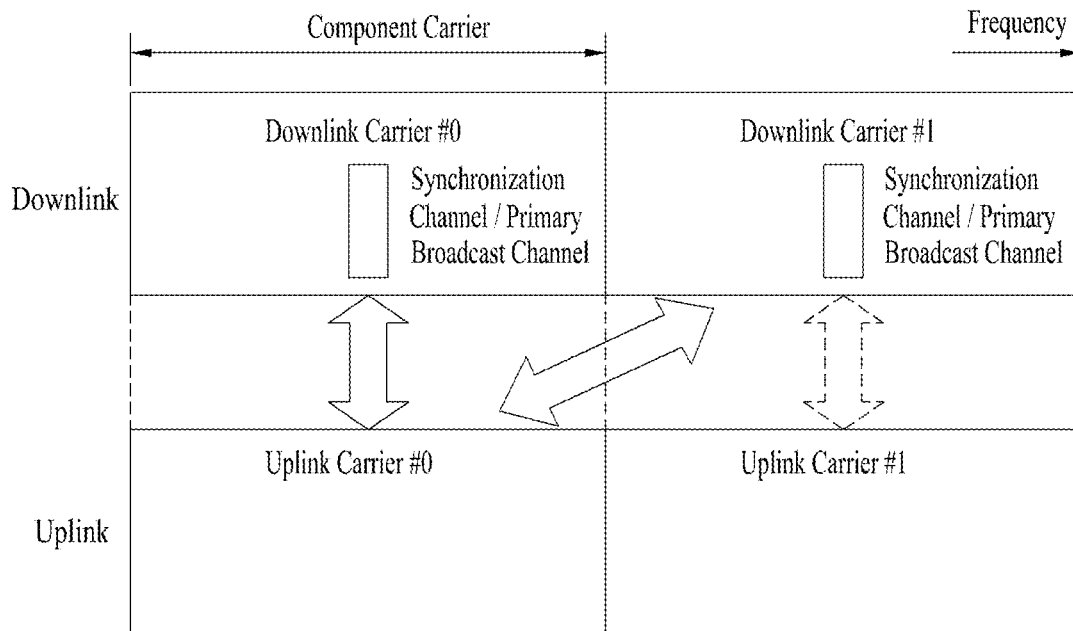 Component Carrier
Frequency
Downlink Carrier #0
Downlink Carrier #1
Downlink
Synchronization
Channel / Primary
Broadcast Channel
Synchronization
Channel / Primary
Broadcast Channel
Uplink Carrier #0
Uplink Carrier #1
Uplink